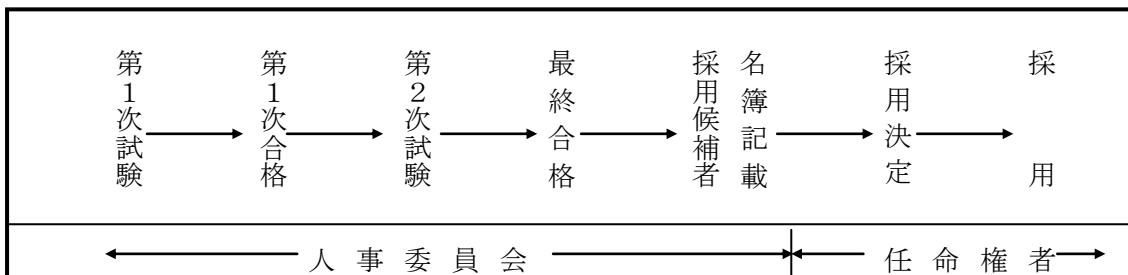 第１次試験
第１次合格
第２次試験
最終合格
採用候補者
名簿記載
採用決定
採用
人事委員会
任命権者